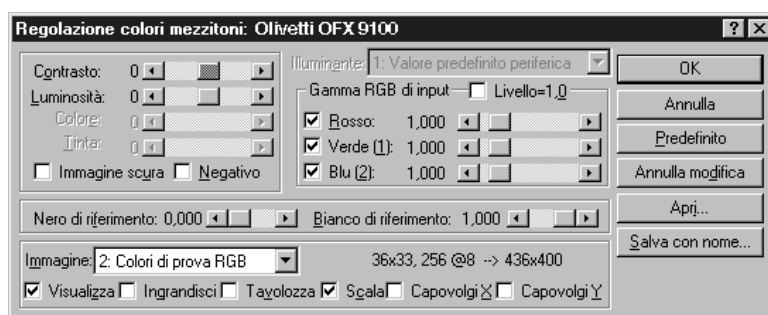 Regolazione colori mezzitoni: Olivetti OFX 9100
Contrasto: 0
Luminosità: 0
Colore: 0
Tinta: 0
Immagine scura Negativo
Illuminante: 1: Valore predefinito periferica
Gamma RGB di input Livello=1,0
Rosso: 1,000
Verde (1): 1,000
Blu (2): 1,000
OK
Annulla
Predefinito
Annulla modifica
Apri...
Salva con nome...
Nero di riferimento: 0,000 Bianco di riferimento: 1,000
Immagine: 2: Colori di prova RGB 36x33, 256 @8 --> 436x400
Visualizza Ingrandisci Tavolozza Scala Capovolgi X Capovolgi Y